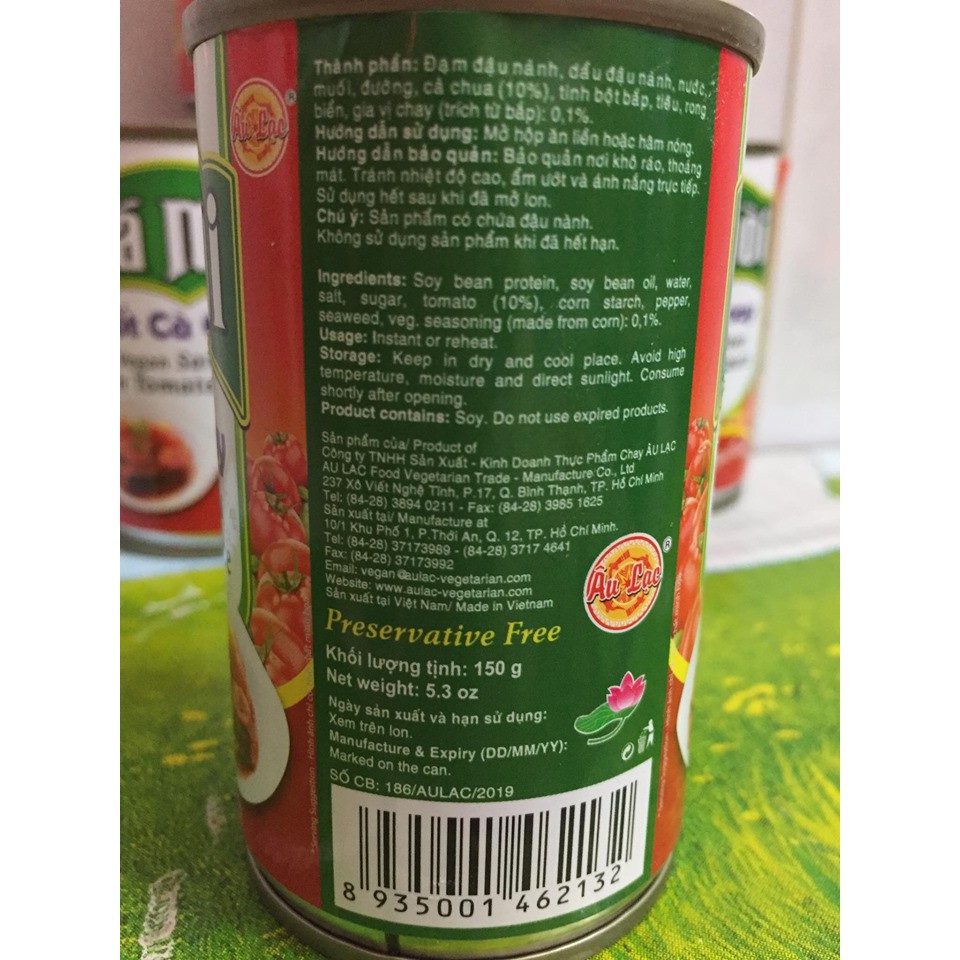 Thành phần: Đạm đậu nành, dầu đậu nành, nước,
muối, đường, cà chua (10%), tinh bột bắp, tiêu, rong
biển, gia vị chay (trích từ bắp): 0,1%.
Hướng dẫn sử dụng: Mở hộp ăn liền hoặc hâm nóng.
Hướng dẫn bảo quản: Bảo quản nơi khô ráo, thoáng
mát. Tránh nhiệt độ cao, ẩm ướt và ánh nắng trực tiếp.
Sử dụng hết sau khi đã mở lon.
Chú ý: Sản phẩm có chứa đậu nành.
Không sử dụng sản phẩm khi đã hết hạn.
Ingredients: Soy bean protein, soy bean oil, water,
salt, sugar, tomato (10%), corn starch, pepper,
seaweed, veg. seasoning (made from corn): 0,1%.
Usage: Instant or reheat.
Storage: Keep in dry and cool place. Avoid high
temperature, moisture and direct sunlight. Consume
shortly after opening.
Product contains: Soy. Do not use expired products.
Sản phẩm của/ Product of
Công ty TNHH Sản Xuất - Kinh Doanh Thực Phẩm Chay ÂU LẠC
AU LAC Food Vegetarian Trade - Manufacture Co., Ltd
237 Xô Viết Nghệ Tĩnh, P.17, Q. Bình Thạnh, TP. Hồ Chí Minh
Tel: (84-28) 3894 0211 - Fax: (84-28) 3985 1625
Sản xuất tại/ Manufacture at
10/1 Khu Phố 1, P.Thới An, Q. 12, TP. Hồ Chí Minh.
Tel: (84-28) 37173989 - (84-28) 3717 4641
Fax: (84-28) 37173992
Email: vegan@aulac-vegetarian.com
Website: www.aulac-vegetarian.com
Sản xuất tại Việt Nam/ Made in Vietnam
Âu Lạc ®
Preservative Free
Khối lượng tịnh: 150 g
Net weight: 5.3 oz
Ngày sản xuất và hạn sử dụng:
Xem trên lon.
Manufacture & Expiry (DD/MM/YY):
Marked on the can.
SỐ CB: 186/AULAC/2019
8 935001 462132
Âu Lạc ®
i
*Serving Suggestion
á
Cà
Tomato